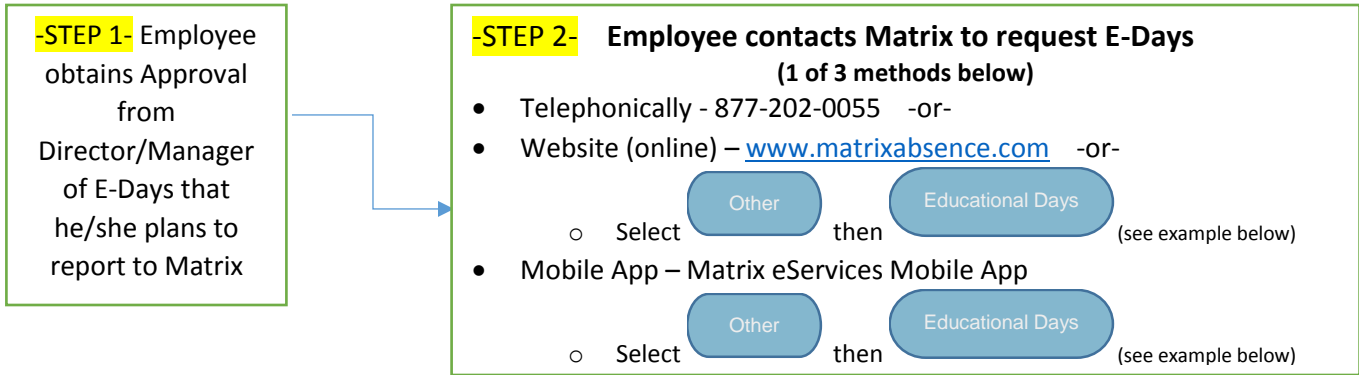 -STEP 1- Employee
obtains Approval
from
Director/Manager
of E-Days that
he/she plans to
report to Matrix
-STEP 2- Employee contacts Matrix to request E-Days
(1 of 3 methods below)
• Telephonically - 877-202-0055 -or-
• Website (online) – www.matrixabsence.com -or-
o Select Other then Educational Days (see example below)
• Mobile App – Matrix eServices Mobile App
o Select Other then Educational Days (see example below)